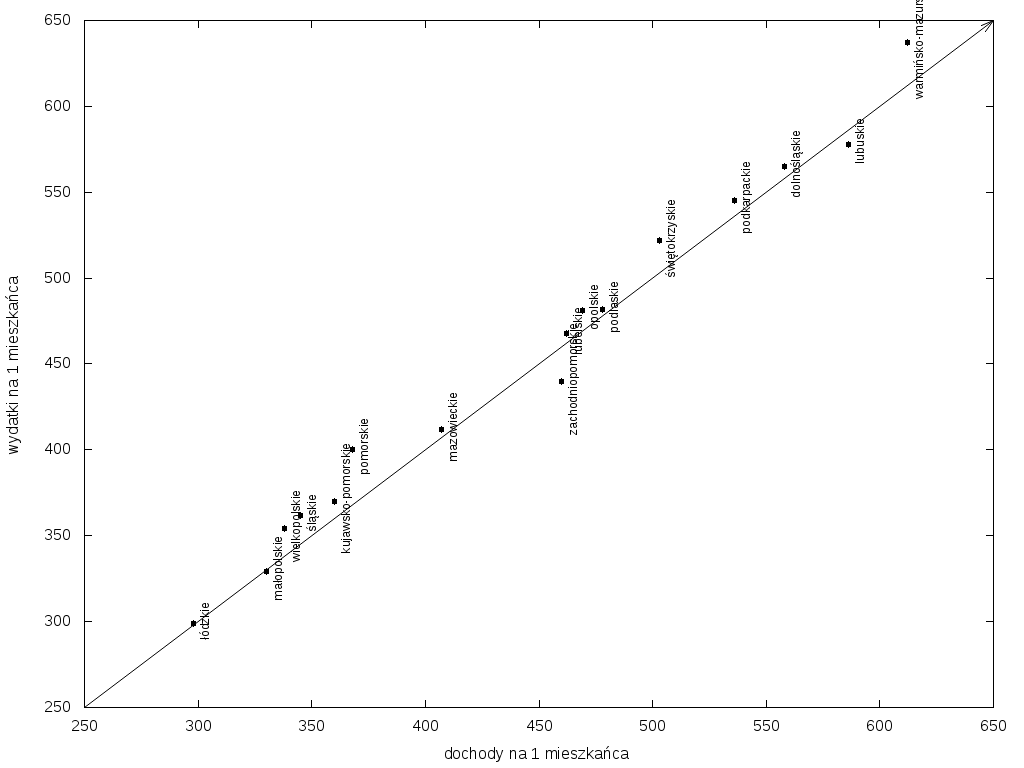 650
600
550
500
450
400
350
300
250
250 300 350 400 450 500 550 600 650
wydatki na 1 mieszkańca
dochody na 1 mieszkańca
łódzkie
małopolskie
wielkopolskie
śląskie
kujawsko-pomorskie
pomorskie
mazowieckie
zachodniopomorskie
lubelskie
opolskie
podlaskie
świętokrzyskie
podkarpackie
dolnośląskie
lubuskie
warmińsko-mazurs